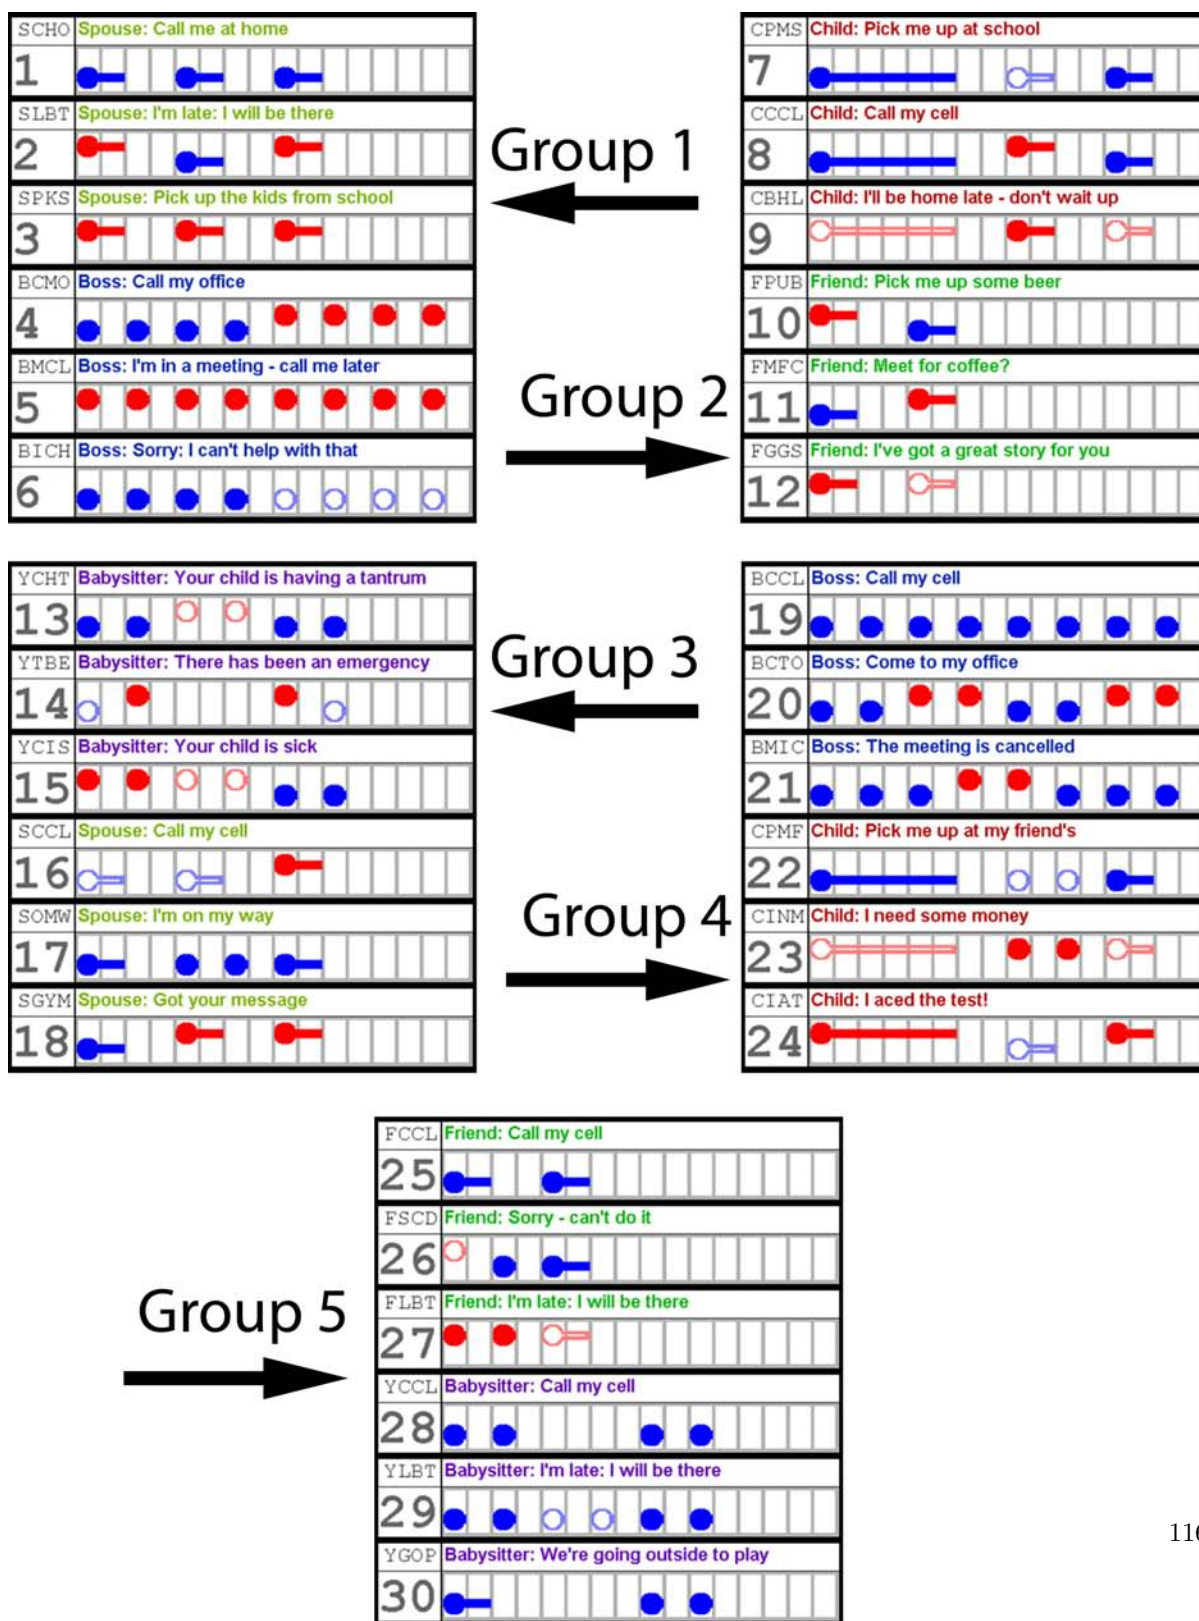 SCHO Spouse: Call me at home
1
SLBT Spouse: I'm late: I will be there
2
SPKS Spouse: Pick up the kids from school
3
BCMO Boss: Call my office
4
BMCL Boss: I'm in a meeting - call me later
5
BICH Boss: Sorry: I can't help with that
6
Group 1
Group 2
CPMS Child: Pick me up at school
7
CCCL Child: Call my cell
8
CBHL Child: I'll be home late - don't wait up
9
FPUB Friend: Pick me up some beer
10
FMFC Friend: Meet for coffee?
11
FGGS Friend: I've got a great story for you
12
YCHT Babysitter: Your child is having a tantrum
13
YTBE Babysitter: There has been an emergency
14
YCIS Babysitter: Your child is sick
15
SCCL Spouse: Call my cell
16
SOMW Spouse: I'm on my way
17
SGYM Spouse: Got your message
18
Group 3
Group 4
BCCL Boss: Call my cell
19
BCTO Boss: Come to my office
20
BMIC Boss: The meeting is cancelled
21
CPMF Child: Pick me up at my friend's
22
CINM Child: I need some money
23
CIAT Child: I aced the test!
24
Group 5
FCCL Friend: Call my cell
25
FSCD Friend: Sorry - can't do it
26
FLBT Friend: I'm late: I will be there
27
YCCL Babysitter: Call my cell
28
YLBT Babysitter: I'm late: I will be there
29
YGOP Babysitter: We're going outside to play
30
116